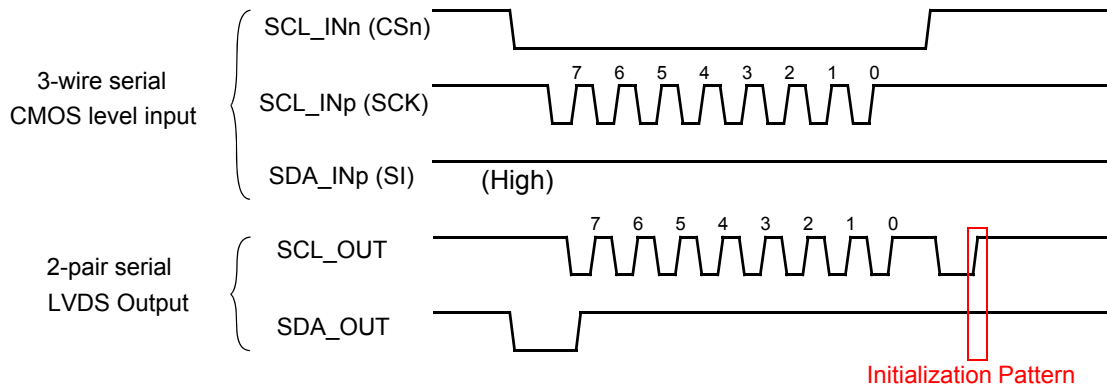 SCL_INn (CSn)
3-wire serial
CMOS level input
7 6 5 4 3 2 1 0
SCL_INp (SCK)
SDA_INp (SI)
(High)
7 6 5 4 3 2 1 0
SCL_OUT
2-pair serial
LVDS Output
SDA_OUT
Initialization Pattern